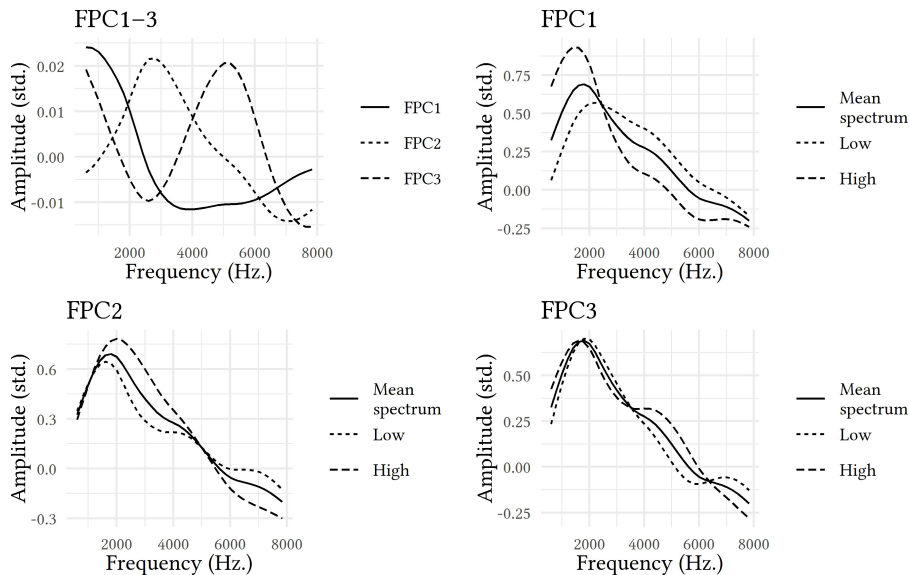 FPC1–3
Amplitude (std.)
0.02
0.01
0.00
-0.01
2000 4000 6000 8000
Frequency (Hz.)
FPC1
FPC2
FPC3
FPC1
Amplitude (std.)
0.75
0.50
0.25
0.00
-0.25
2000 4000 6000 8000
Frequency (Hz.)
Mean
spectrum
Low
High
FPC2
Amplitude (std.)
0.6
0.3
0.0
-0.3
2000 4000 6000 8000
Frequency (Hz.)
Mean
spectrum
Low
High
FPC3
Amplitude (std.)
0.50
0.25
0.00
-0.25
2000 4000 6000 8000
Frequency (Hz.)
Mean
spectrum
Low
High